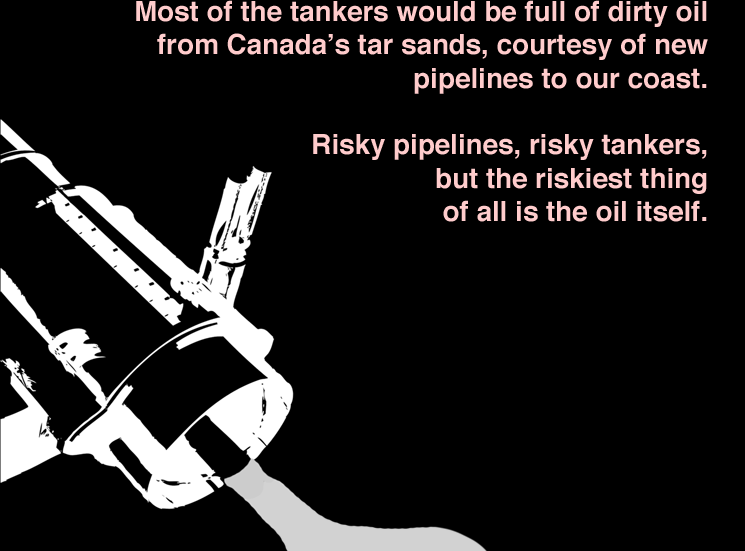 Most of the tankers would be full of dirty oil
from Canada’s tar sands, courtesy of new
pipelines to our coast.
Risky pipelines, risky tankers,
but the riskiest thing
of all is the oil itself.